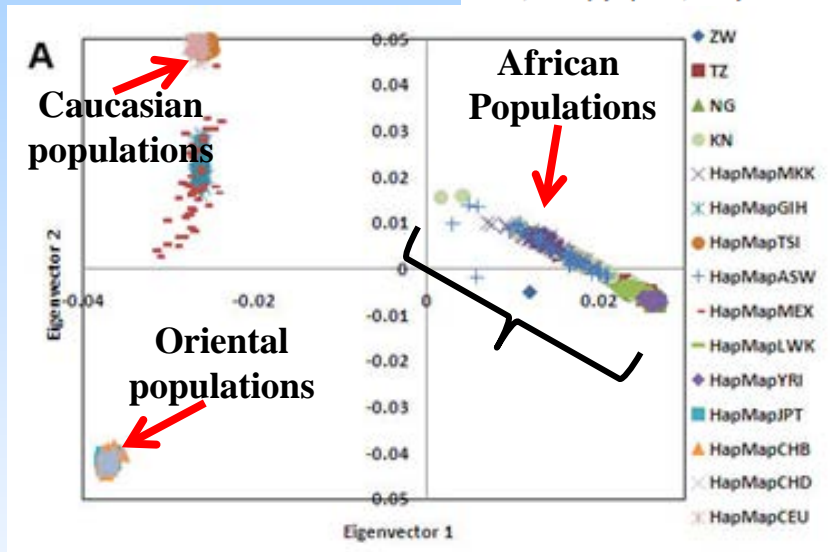 A
Caucasian
populations
African
Populations
Oriental
populations
0.05
0.04
0.03
0.02
0.01
0
-0.01
-0.02
-0.03
-0.04
0.05
-0.04
-0.02
0
0.02
Eigenvector 2
Eigenvector 1
ZW
TZ
NG
KN
HapMapMKK
HapMapGIH
HapMapTSI
HapMapASW
HapMapMEX
HapMapLWK
HapMapYRI
HapMapJPT
HapMapCHB
HapMapCHD
HapMapCEU